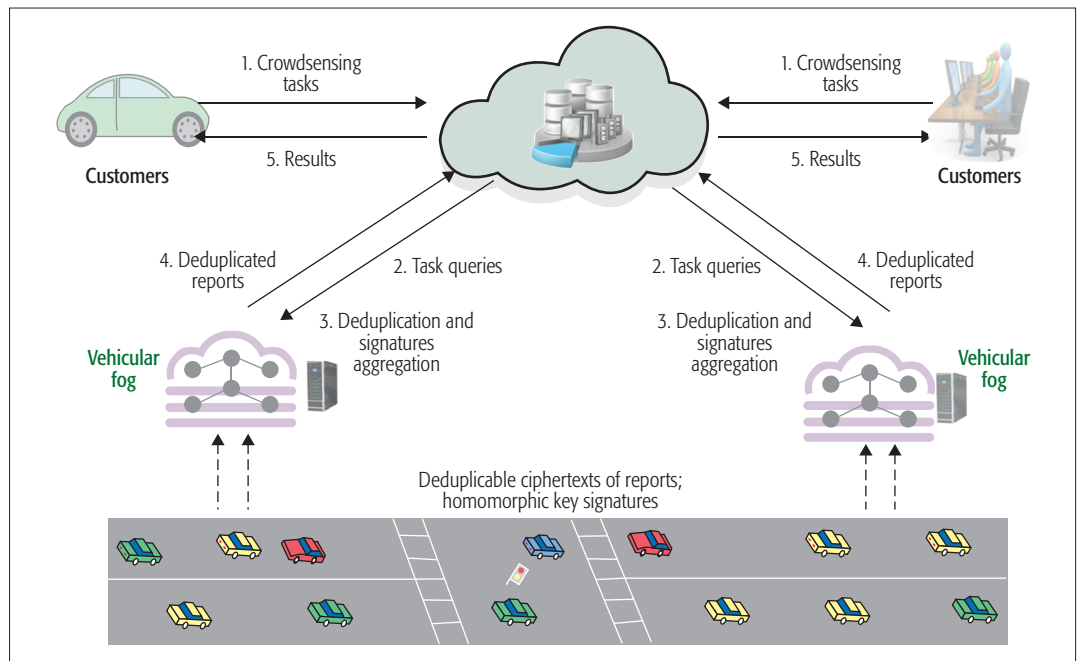 1. Crowdsensing
tasks
1. Crowdsensing
tasks
5. Results
5. Results
Customers
Customers
4. Deduplicated
reports
2. Task queries
2. Task queries
4. Deduplicated
reports
3. Deduplication and
signatures
aggregation
3. Deduplication and
signatures
aggregation
Vehicular
fog
Vehicular
fog
Deduplicable ciphertexts of reports;
homomorphic key signatures